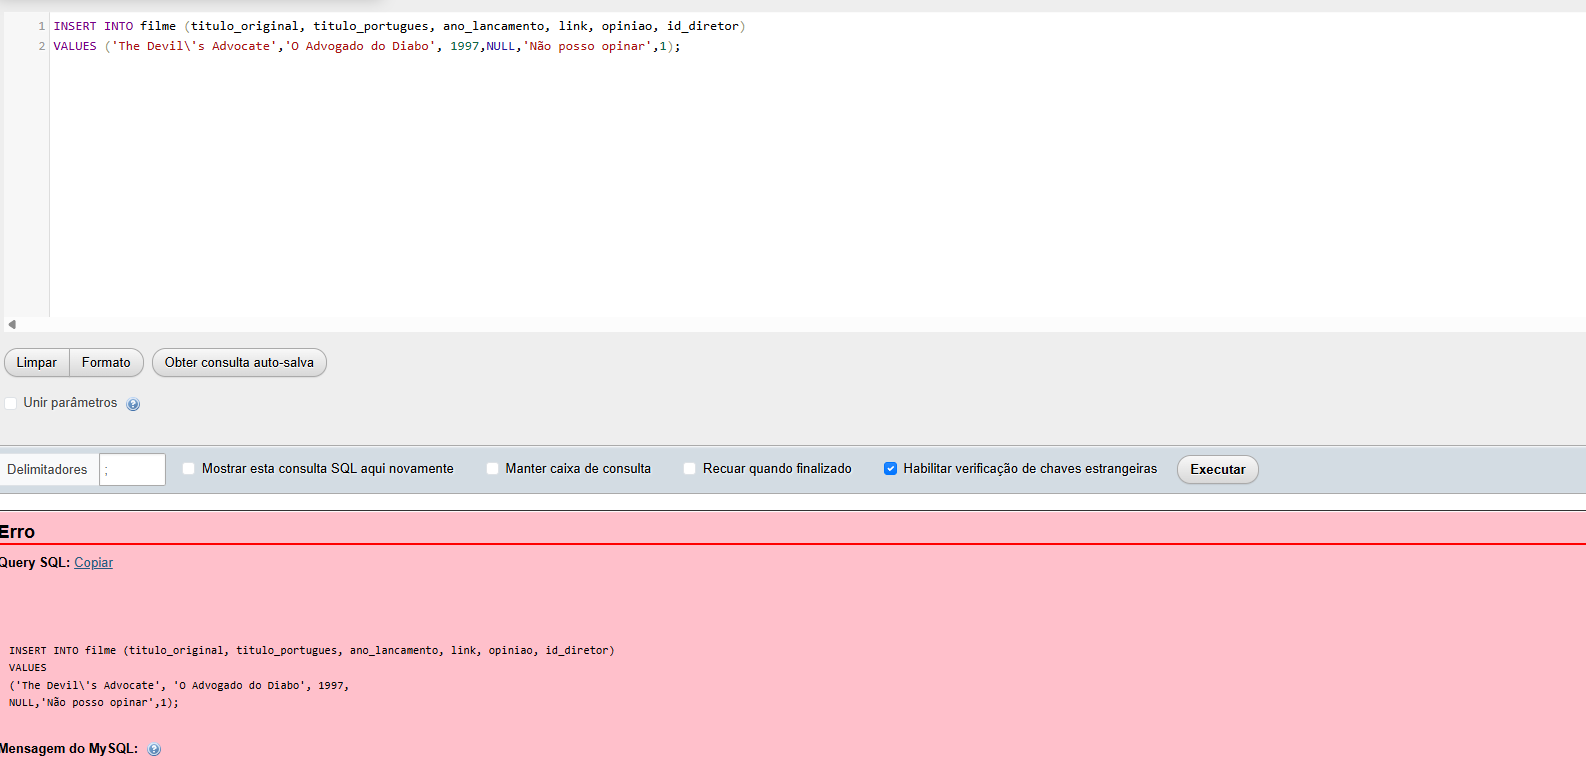 1 INSERT INTO filme (titulo_original, titulo_portugues, ano_lancamento, link, opiniao, id_diretor)
2 VALUES ('The Devil\'s Advocate','O Advogado do Diabo', 1997,NULL,'Não posso opinar',1);
Limpar Formato Obter consulta auto-salva
Unir parâmetros
Delimitadores ; Mostrar esta consulta SQL aqui novamente Manter caixa de consulta Recuar quando finalizado Habilitar verificação de chaves estrangeiras Executar
Erro
Query SQL: Copiar
INSERT INTO filme (titulo_original, titulo_portugues, ano_lancamento, link, opiniao, id_diretor)
VALUES
('The Devil\'s Advocate', 'O Advogado do Diabo', 1997,
NULL,'Não posso opinar',1);
Mensagem do MySQL: